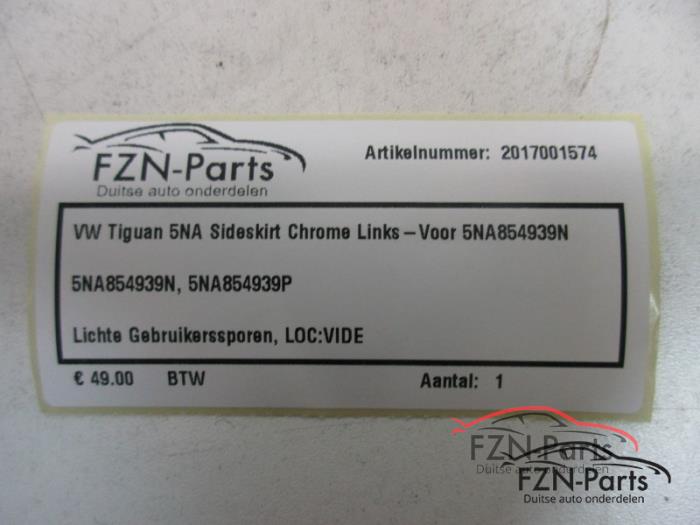 FZN-Parts
Duitse auto onderdelen
Artikelnummer: 2017001574
VW Tiguan 5NA Sideskirt Chrome Links-Voor 5NA854939N
5NA854939N, 5NA854939P
Lichte Gebruikerssporen, LOC:VIDE
€ 49.00 BTW
Aantal: 1
FZN-Parts
Duitse auto onderdelen
FZN-Parts
Duitse auto onderdelen